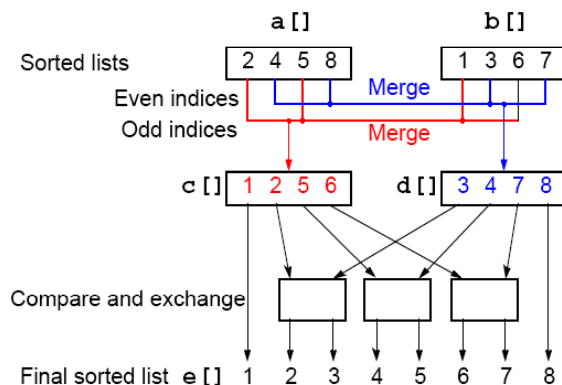 a[] b[]
Sorted lists 2 4 5 8 1 3 6 7
Even indices Merge
Odd indices Merge
c[] 1 2 5 6 d[] 3 4 7 8
Compare and exchange
Final sorted list e[] 1 2 3 4 5 6 7 8